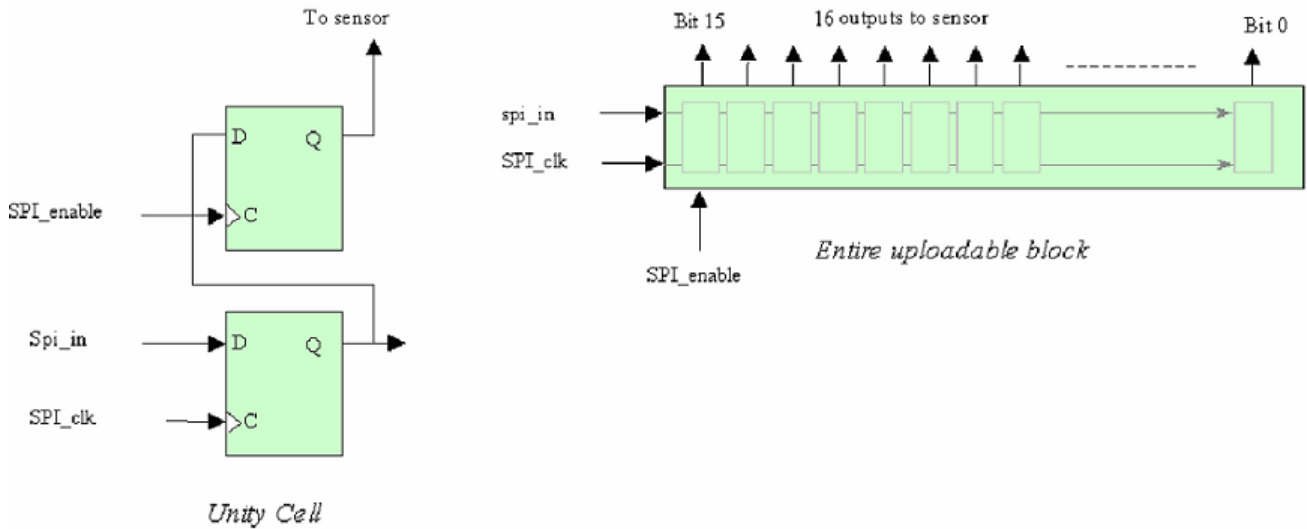 To sensor
D Q
SPI_enable
C
Spi_in
D Q
SPI_clk
C
Unity Cell
Bit 15
16 outputs to sensor
Bit 0
spi_in
SPI_clk
SPI_enable
Entire uploadable block